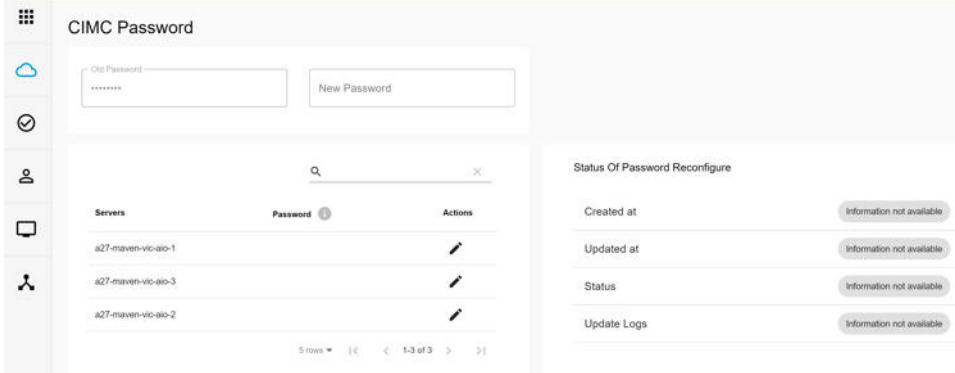 CIMC Password
Old Password
••••••••
New Password
Servers Password Actions
a27-maven-vic-aio-1
a27-maven-vic-aio-3
a27-maven-vic-aio-2
5 rows 1-3 of 3
Status Of Password Reconfigure
Created at Information not available
Updated at Information not available
Status Information not available
Update Logs Information not available